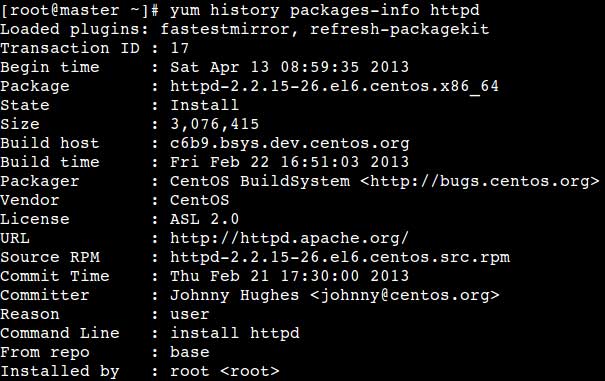 [root@master ~]# yum history packages-info httpd
Loaded plugins: fastestmirror, refresh-packagekit
Transaction ID : 17
Begin time     : Sat Apr 13 08:59:35 2013
Package        : httpd-2.2.15-26.el6.centos.x86_64
State          : Install
Size           : 3,076,415
Build host     : c6b9.bsys.dev.centos.org
Build time     : Fri Feb 22 16:51:03 2013
Packager       : CentOS BuildSystem <http://bugs.centos.org>
Vendor         : CentOS
License        : ASL 2.0
URL            : http://httpd.apache.org/
Source RPM     : httpd-2.2.15-26.el6.centos.src.rpm
Commit Time    : Thu Feb 21 17:30:00 2013
Committer      : Johnny Hughes <johnny@centos.org>
Reason         : user
Command Line   : install httpd
From repo      : base
Installed by   : root <root>